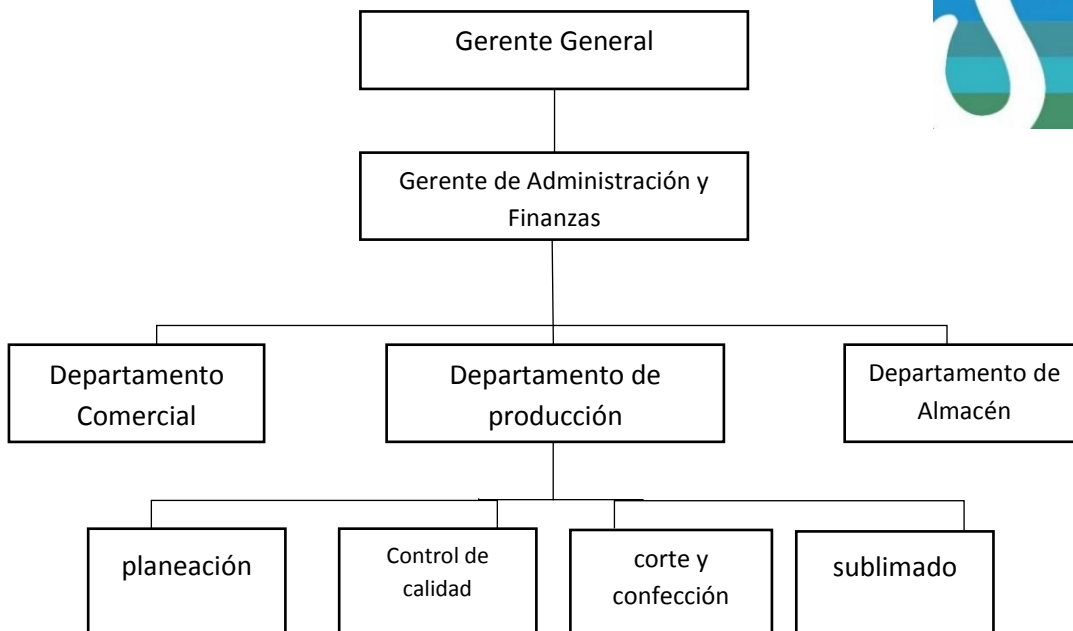 Gerente General
Gerente de Administración y
Finanzas
Departamento
Comercial
Departamento de
producción
Departamento de
Almacén
planeación
Control de
calidad
corte y
confección
sublimado